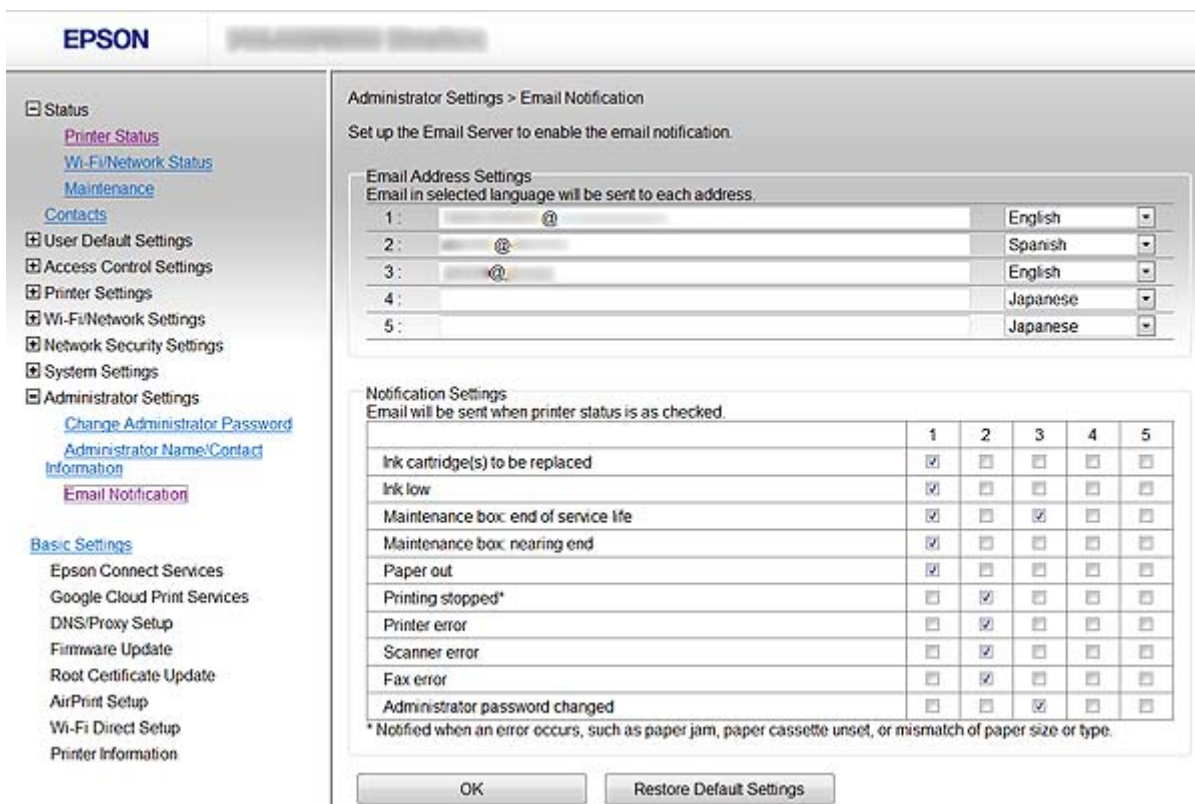 EPSON
Status
Printer Status
Wi-Fi/Network Status
Maintenance
Contacts
User Default Settings
Access Control Settings
Printer Settings
Wi-Fi/Network Settings
Network Security Settings
System Settings
Administrator Settings
Change Administrator Password
Administrator Name/Contact
Information
Email Notification
Basic Settings
Epson Connect Services
Google Cloud Print Services
DNS/Proxy Setup
Firmware Update
Root Certificate Update
AirPrint Setup
Wi-Fi Direct Setup
Printer Information
Administrator Settings > Email Notification
Set up the Email Server to enable the email notification.
Email Address Settings
Email in selected language will be sent to each address.
1 : @ English
2 : @ Spanish
3 : @ English
4 : Japanese
5 : Japanese
Notification Settings
Email will be sent when printer status is as checked.
1 2 3 4 5
Ink cartridge(s) to be replaced
Ink low
Maintenance box: end of service life
Maintenance box: nearing end
Paper out
Printing stopped*
Printer error
Scanner error
Fax error
Administrator password changed
* Notified when an error occurs, such as paper jam, paper cassette unset, or mismatch of paper size or type.
OK Restore Default Settings